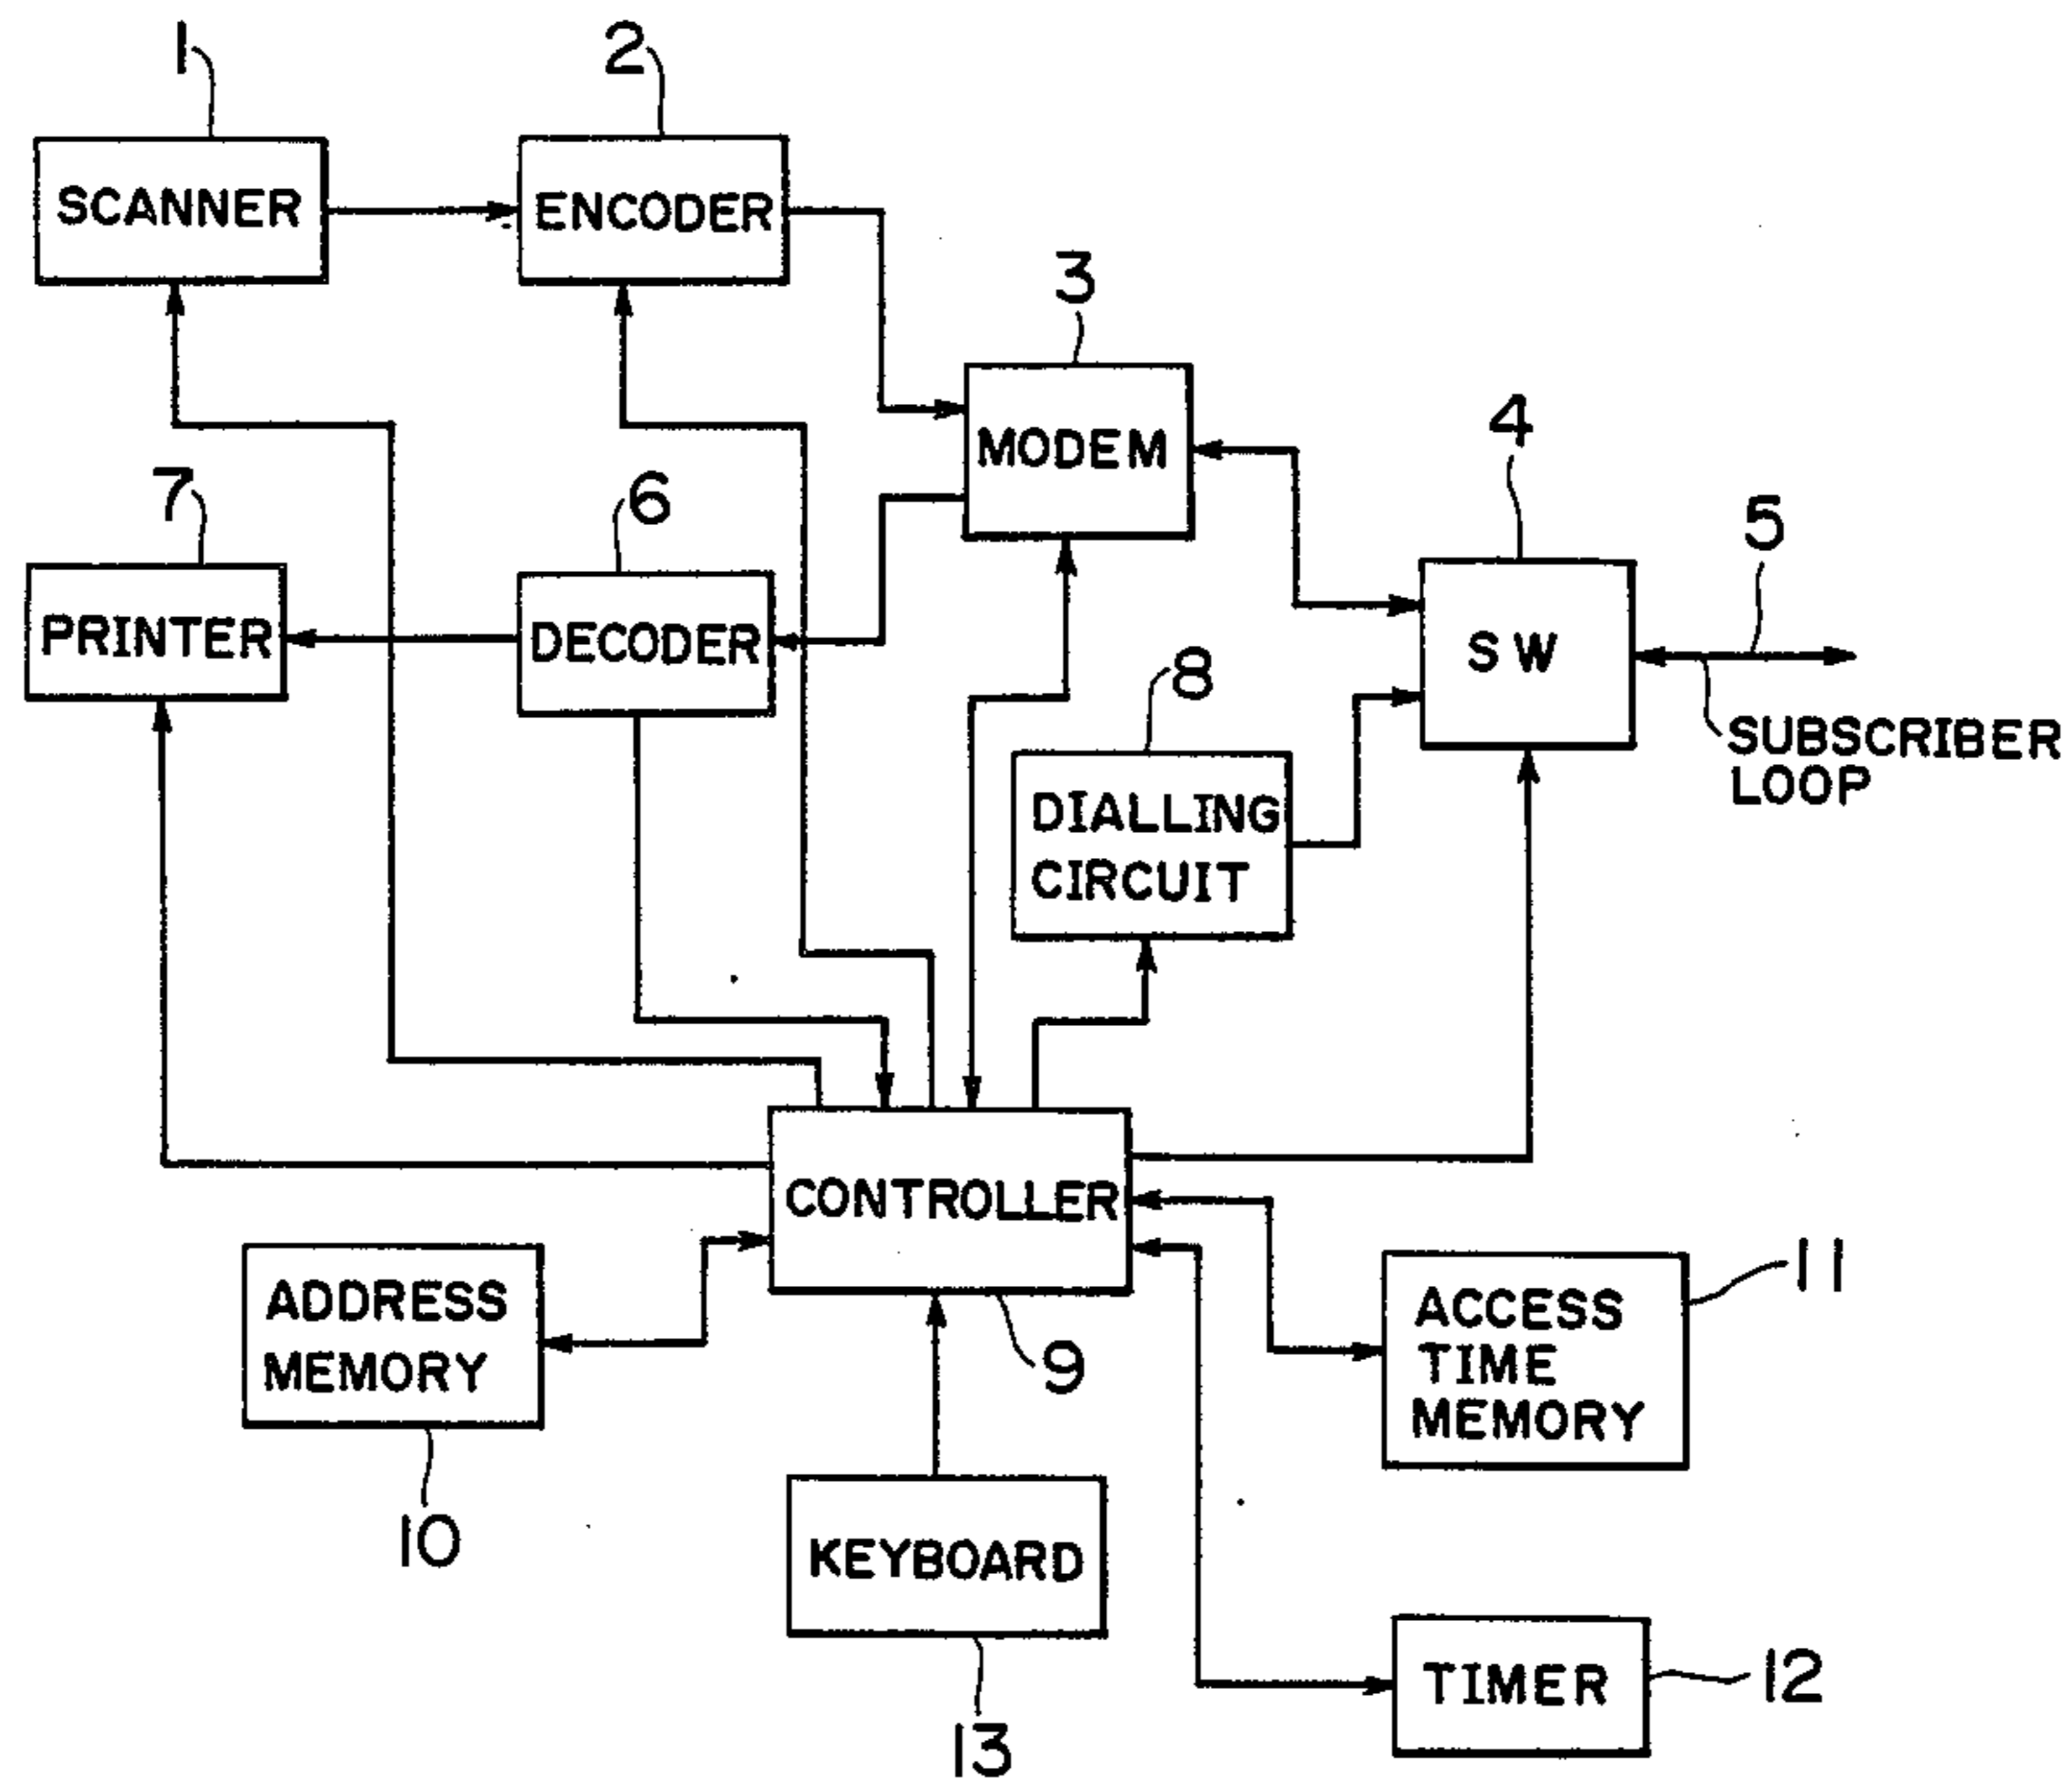 1
2
SCANNER
ENCODER
3
MODEM
4
7
6
5
PRINTER
DECODER
SW
8
SUBSCRIBER
LOOP
DIALLING
CIRCUIT
CONTROLLER
11
ADDRESS
MEMORY
ACCESS
TIME
MEMORY
9
10
KEYBOARD
TIMER
12
13